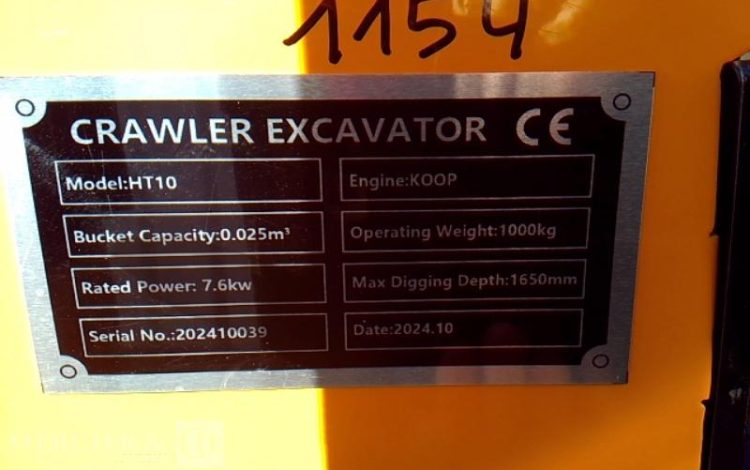 1154
CRAWLER EXCAVATOR CE
Model:HT10
Engine:KOOP
Bucket Capacity:0.025m³
Operating Weight:1000kg
Rated Power: 7.6kw
Max Digging Depth:1650mm
Serial No.:202410039
Date:2024.10